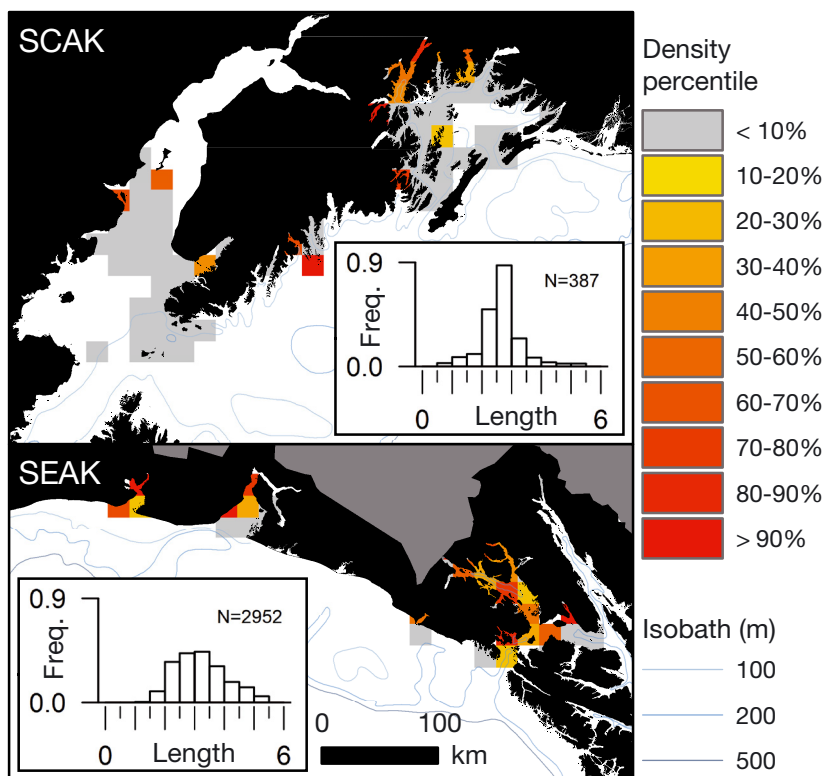 SCAK
0.9
N=387
Freq.
0.0
0
Length
6
SEAK
0.9
N=2952
Freq.
0.0
0
Length
6
0
100
km
Density
percentile
< 10%
10-20%
20-30%
30-40%
40-50%
50-60%
60-70%
70-80%
80-90%
> 90%
Isobath (m)
100
200
500